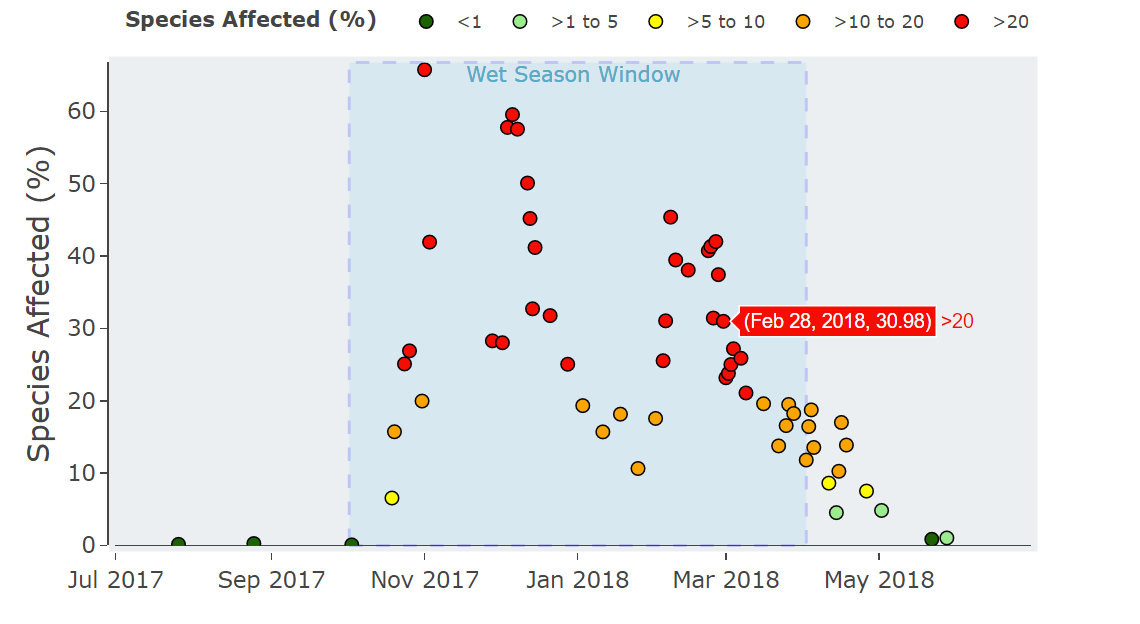 Species Affected (%) <1 >1 to 5 >5 to 10 >10 to 20 >20
Wet Season Window
Species Affected (%)
60
50
40
30
20
10
0
(Feb 28, 2018, 30.98) >20
Jul 2017 Sep 2017 Nov 2017 Jan 2018 Mar 2018 May 2018